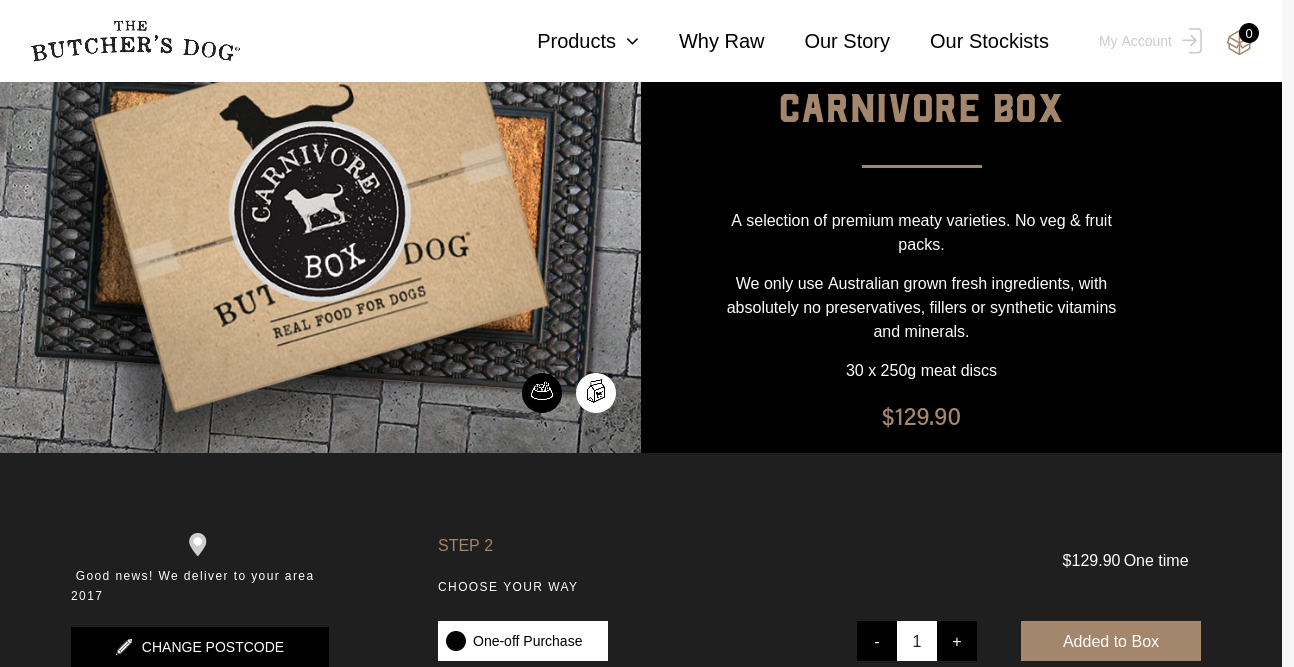 THE
BUTCHER'S DOG
Products
Why Raw
Our Story
Our Stockists
My Account
0
CARNIVORE BOX
CARNIVORE
BOX
BUT DOG
REAL FOOD FOR DOGS
A selection of premium meaty varieties. No veg & fruit
packs.
We only use Australian grown fresh ingredients, with
absolutely no preservatives, fillers or synthetic vitamins
and minerals.
30 x 250g meat discs
$129.90
Good news! We deliver to your area
2017
CHANGE POSTCODE
STEP 2
CHOOSE YOUR WAY
One-off Purchase
$129.90 One time
- 1 +
Added to Box